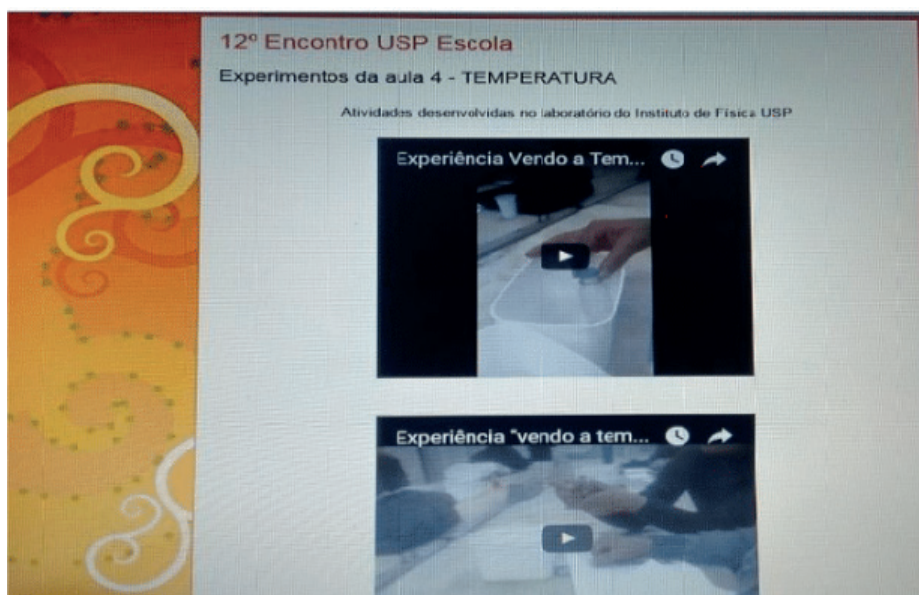 12º Encontro USP Escola
Experimentos da aula 4 - TEMPERATURA
Atividades desenvolvidas no laboratório do Instituto de Física USP
Experiência Vendo a Tem...
Experiência "vendo a tem...